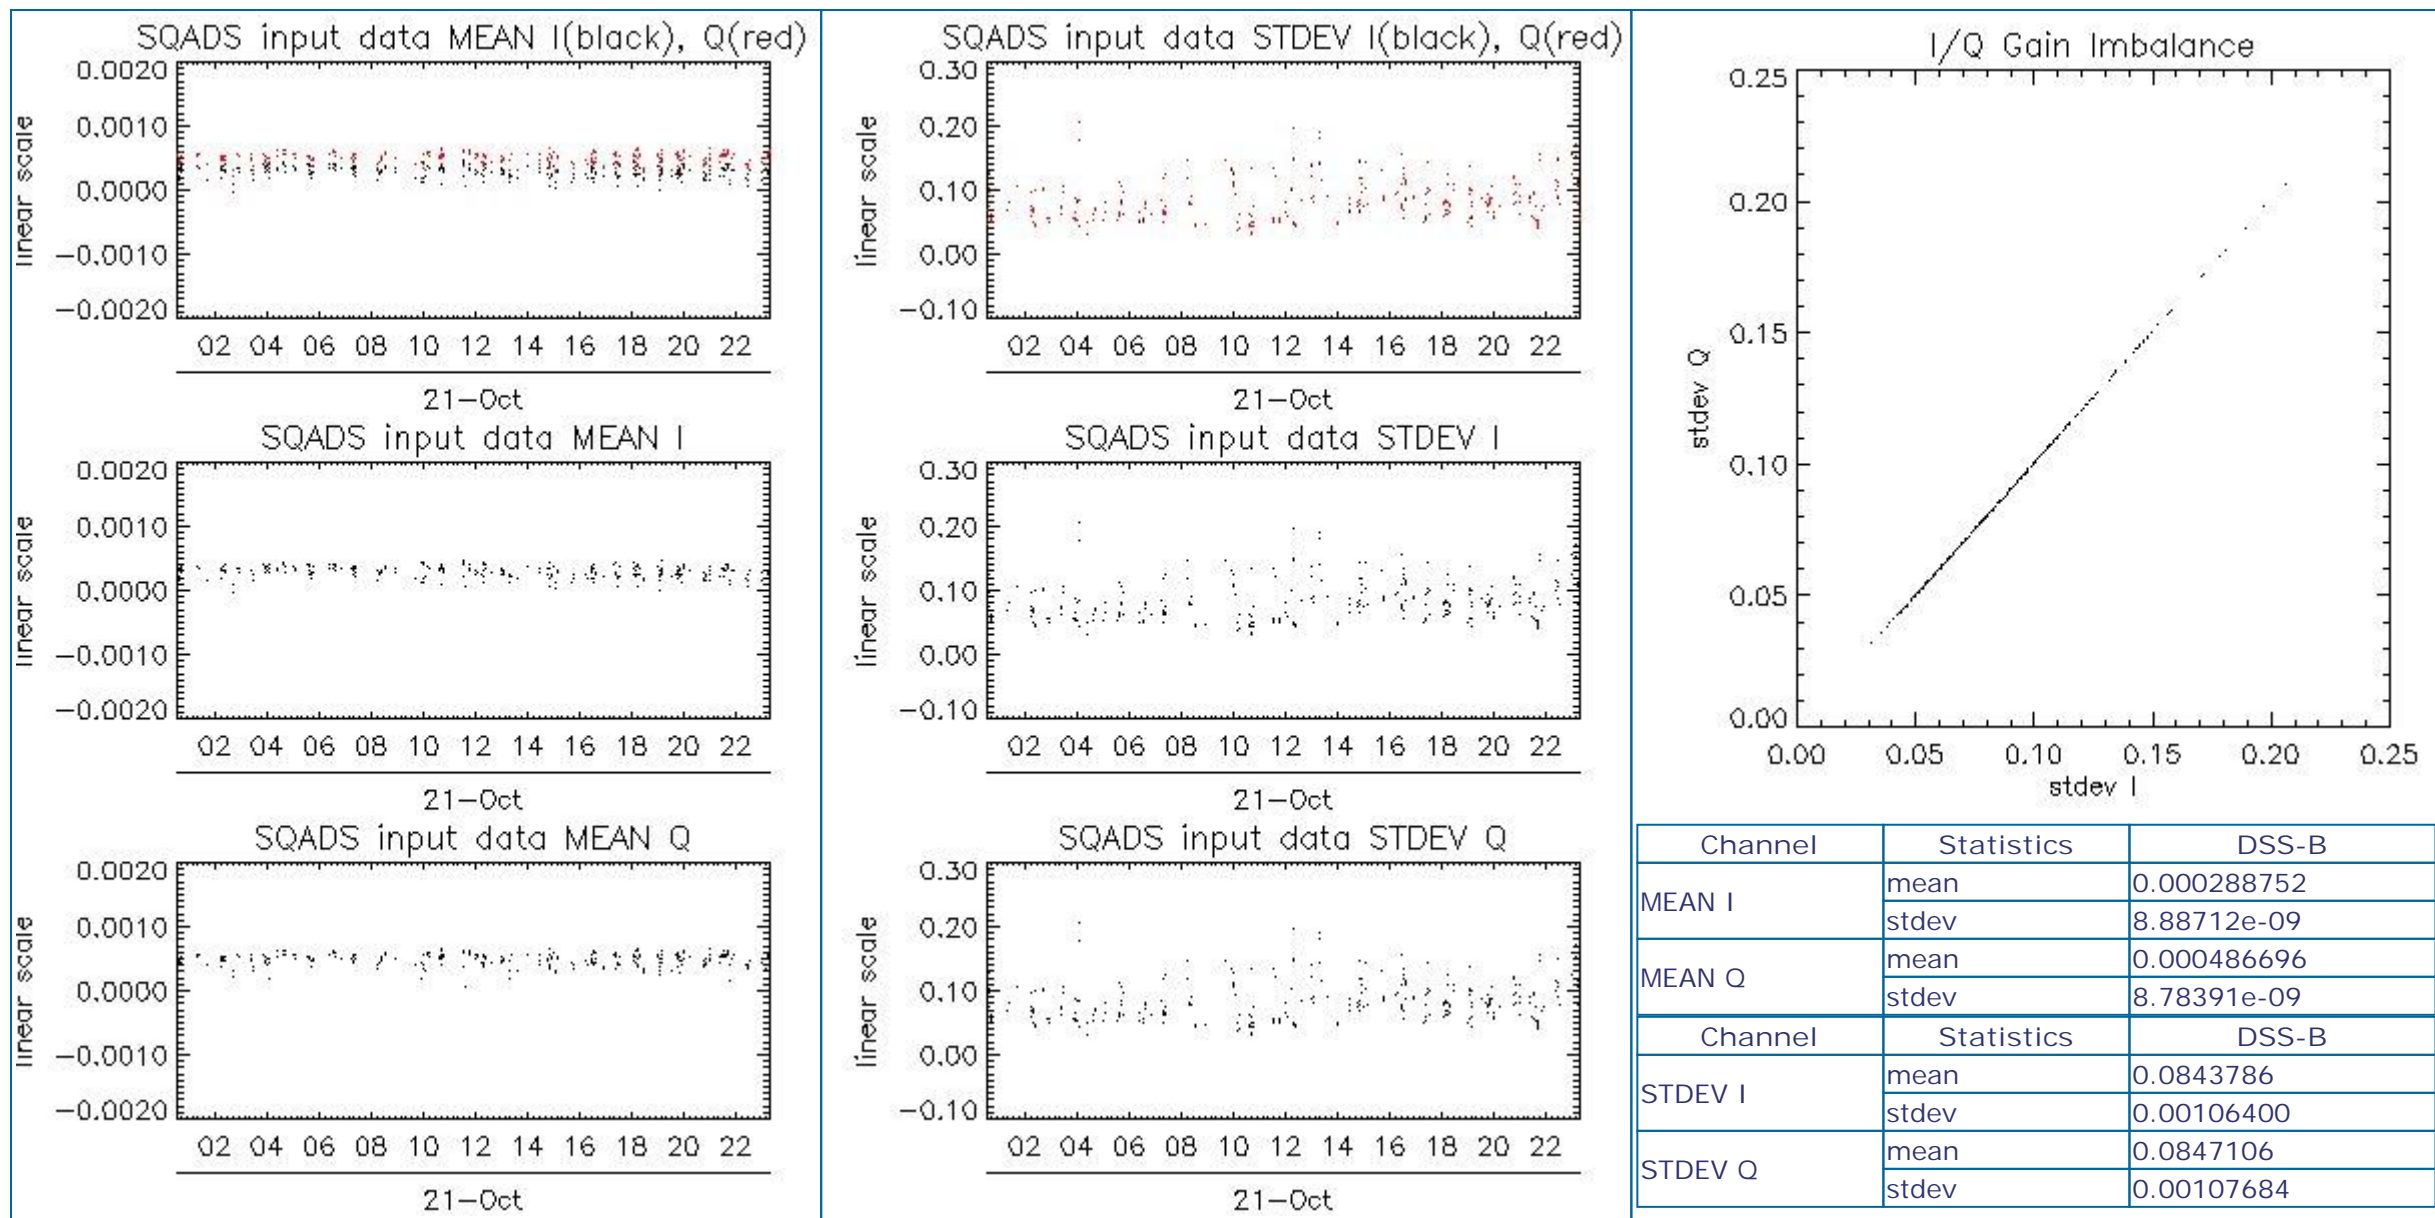 SQADS input data MEAN I(black), Q(red)
0.0020
0.0010
0.0000
-0.0010
-0.0020
linear scale
02 04 06 08 10 12 14 16 18 20 22
21-Oct
SQADS input data MEAN I
0.0020
0.0010
0.0000
-0.0010
-0.0020
linear scale
02 04 06 08 10 12 14 16 18 20 22
21-Oct
SQADS input data MEAN Q
0.0020
0.0010
0.0000
-0.0010
-0.0020
linear scale
02 04 06 08 10 12 14 16 18 20 22
21-Oct
SQADS input data STDEV I(black), Q(red)
0.30
0.20
0.10
0.00
-0.10
linear scale
02 04 06 08 10 12 14 16 18 20 22
21-Oct
SQADS input data STDEV I
0.30
0.20
0.10
0.00
-0.10
linear scale
02 04 06 08 10 12 14 16 18 20 22
21-Oct
SQADS input data STDEV Q
0.30
0.20
0.10
0.00
-0.10
linear scale
02 04 06 08 10 12 14 16 18 20 22
21-Oct
I/Q Gain Imbalance
0.25
0.20
0.15
0.10
0.05
0.00
stdev Q
0.00 0.05 0.10 0.15 0.20 0.25
stdev I
Channel Statistics DSS-B
MEAN I mean 0.000288752
stdev 8.88712e-09
MEAN Q mean 0.000486696
stdev 8.78391e-09
Channel Statistics DSS-B
STDEV I mean 0.0843786
stdev 0.00106400
STDEV Q mean 0.0847106
stdev 0.00107684